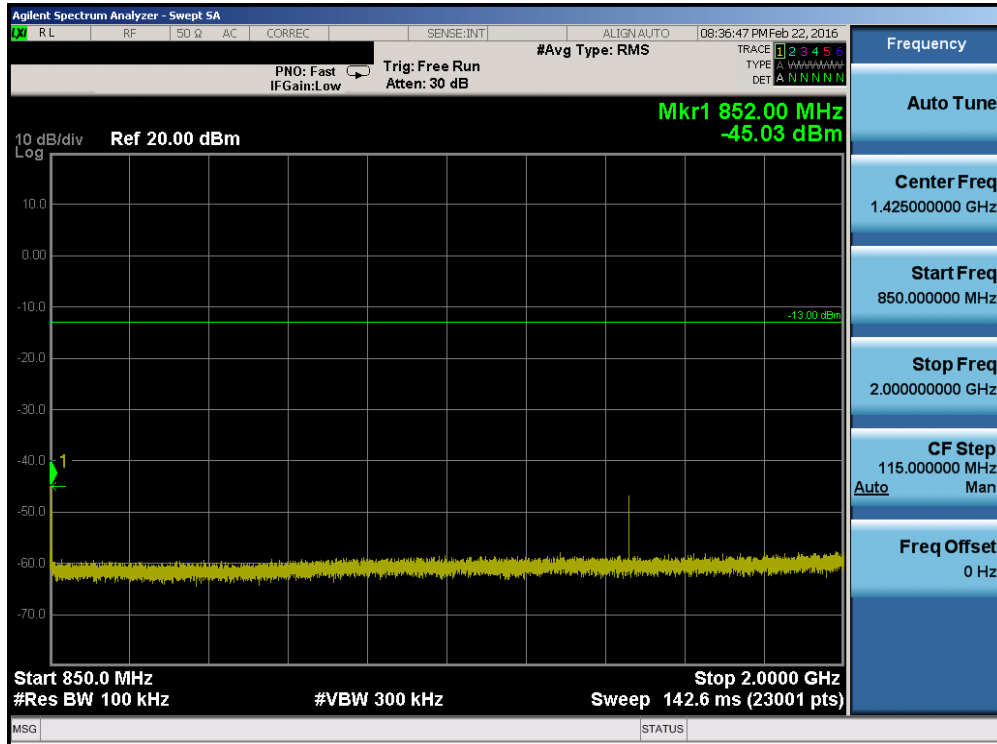 Agilent Spectrum Analyzer - Swept SA
LXI RL RF 50 Ω AC CORREC SENSE:INT ALIGN AUTO 08:36:47 PM Feb 22, 2016
#Avg Type: RMS TRACE 1 2 3 4 5 6
PNO: Fast Trig: Free Run TYPE A WWWWW
IFGain:Low Atten: 30 dB DET A N N N N N
Mkr1 852.00 MHz
10 dB/div Ref 20.00 dBm -45.03 dBm
Log
10.0
0.00
-10.0
-13.00 dBm
-20.0
-30.0
-40.0
1
-50.0
-60.0
-70.0
Start 850.0 MHz Stop 2.0000 GHz
#Res BW 100 kHz #VBW 300 kHz Sweep 142.6 ms (23001 pts)
MSG STATUS
Frequency
Auto Tune
Center Freq
1.425000000 GHz
Start Freq
850.000000 MHz
Stop Freq
2.000000000 GHz
CF Step
115.000000 MHz
Auto Man
Freq Offset
0 Hz